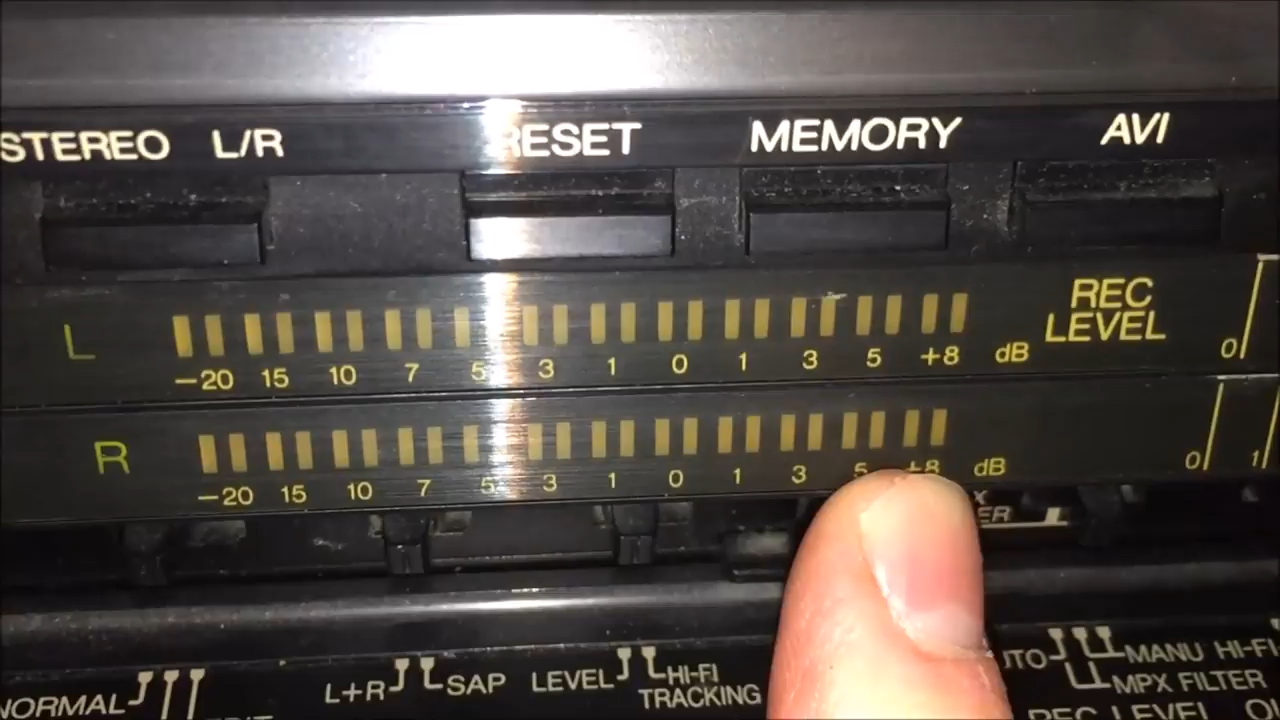 STEREO L/R RESET MEMORY AVI
L
REC
LEVEL
0
−20 15 10 7 5 3 1 0 1 3 5 +8 dB
R
0 1
−20 15 10 7 5 3 1 0 1 3 5 +8 dB
NORMAL
L+R SAP
LEVEL HI-FI
TRACKING
MANU HI-FI
MPX FILTER
REC LEVEL